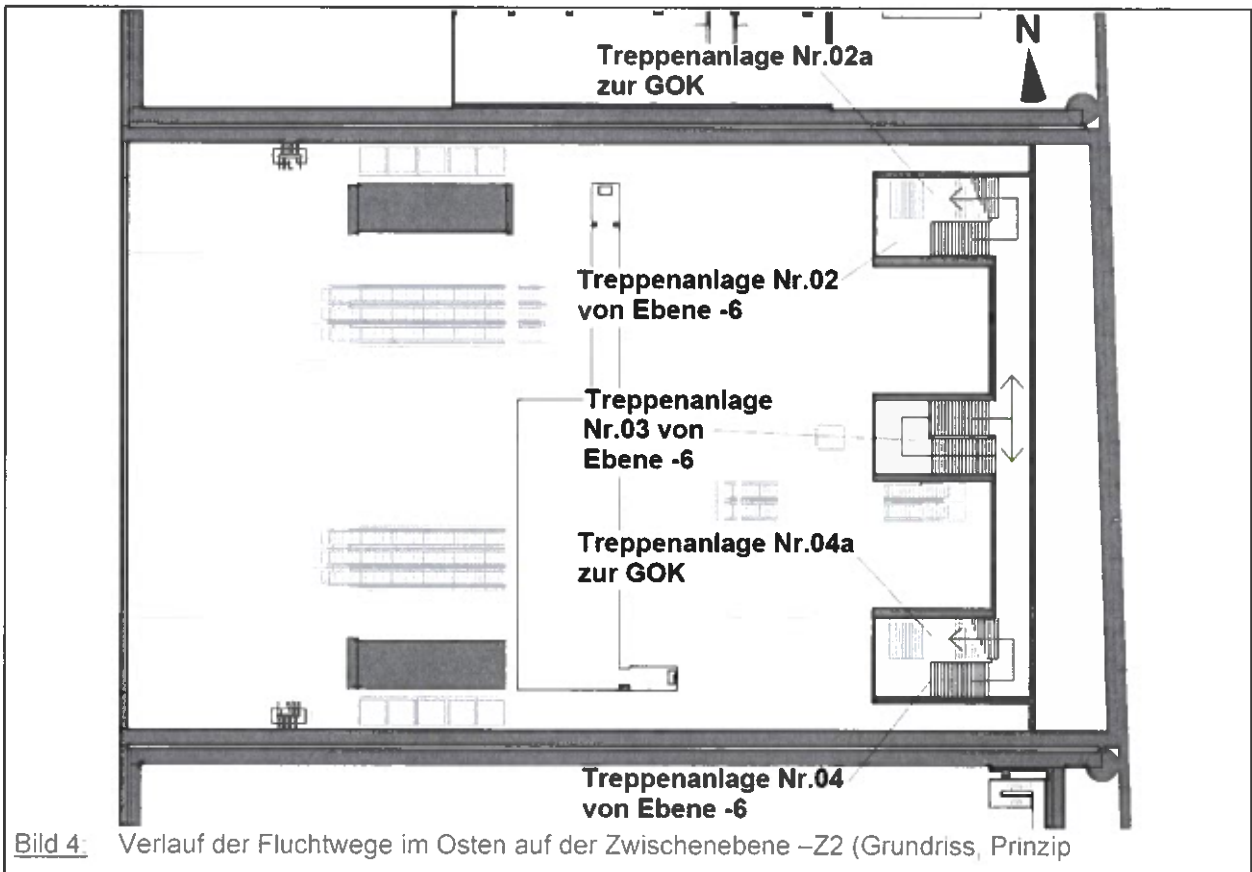 Treppenanlage Nr.02a
zur GOK
N
Treppenanlage Nr.02
von Ebene -6
Treppenanlage
Nr.03 von
Ebene -6
Treppenanlage Nr.04a
zur GOK
Treppenanlage Nr.04
von Ebene -6
Bild 4: Verlauf der Fluchtwege im Osten auf der Zwischenebene –Z2 (Grundriss, Prinzip